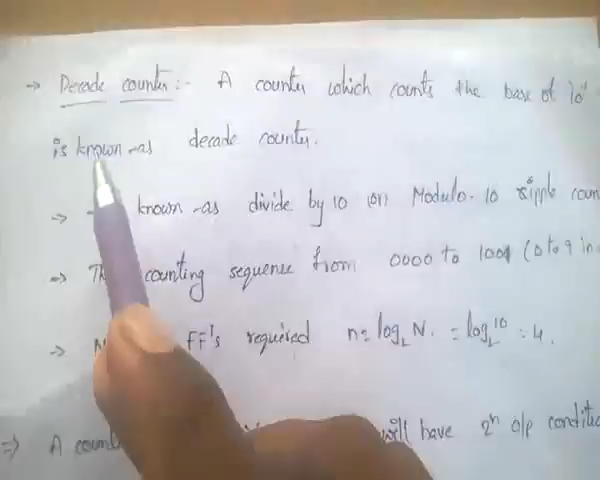 → Decade counter:- A counter which counts the base of 10
is known as decade counter.
→ known as divide by 10 (or) Modulo-10 ripple coun
→ counting sequence from 0000 to 1001 (0 to 9 in
→ FF's required n = log₂ N. = log₂ 10 = 4.
⇒ A count will have 2ⁿ o/p conditio